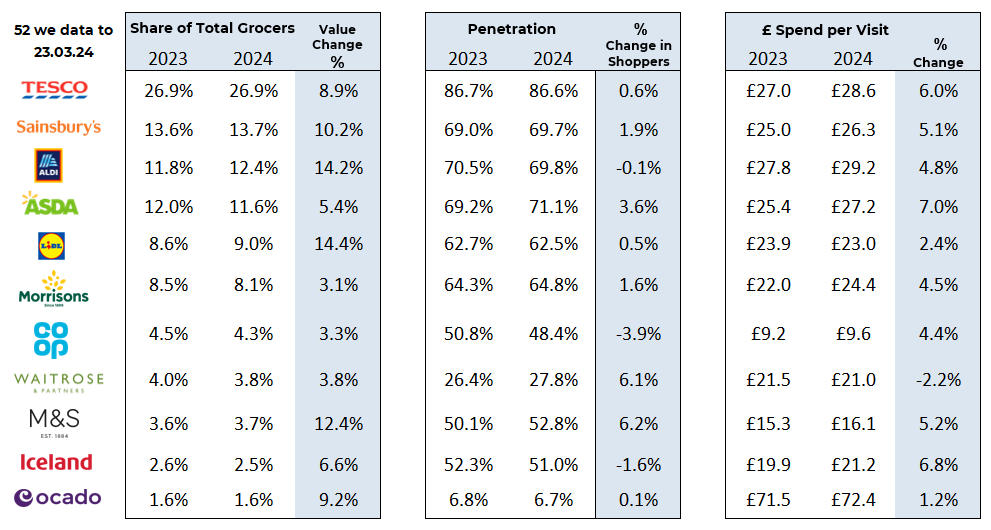 52 we data to
23.03.24
Share of Total Grocers
2023 2024
Value
Change
%
Penetration
2023 2024
%
Change in
Shoppers
£ Spend per Visit
2023 2024
%
Change
TESCO 26.9% 26.9% 8.9% 86.7% 86.6% 0.6% £27.0 £28.6 6.0%
Sainsbury's 13.6% 13.7% 10.2% 69.0% 69.7% 1.9% £25.0 £26.3 5.1%
ALDI 11.8% 12.4% 14.2% 70.5% 69.8% -0.1% £27.8 £29.2 4.8%
ASDA 12.0% 11.6% 5.4% 69.2% 71.1% 3.6% £25.4 £27.2 7.0%
LIDL 8.6% 9.0% 14.4% 62.7% 62.5% 0.5% £23.9 £23.0 2.4%
Morrisons 8.5% 8.1% 3.1% 64.3% 64.8% 1.6% £22.0 £24.4 4.5%
Since 1899
CO
OP 4.5% 4.3% 3.3% 50.8% 48.4% -3.9% £9.2 £9.6 4.4%
WAITROSE 4.0% 3.8% 3.8% 26.4% 27.8% 6.1% £21.5 £21.0 -2.2%
& PARTNERS
M&S 3.6% 3.7% 12.4% 50.1% 52.8% 6.2% £15.3 £16.1 5.2%
EST. 1884
Iceland 2.6% 2.5% 6.6% 52.3% 51.0% -1.6% £19.9 £21.2 6.8%
ocado 1.6% 1.6% 9.2% 6.8% 6.7% 0.1% £71.5 £72.4 1.2%